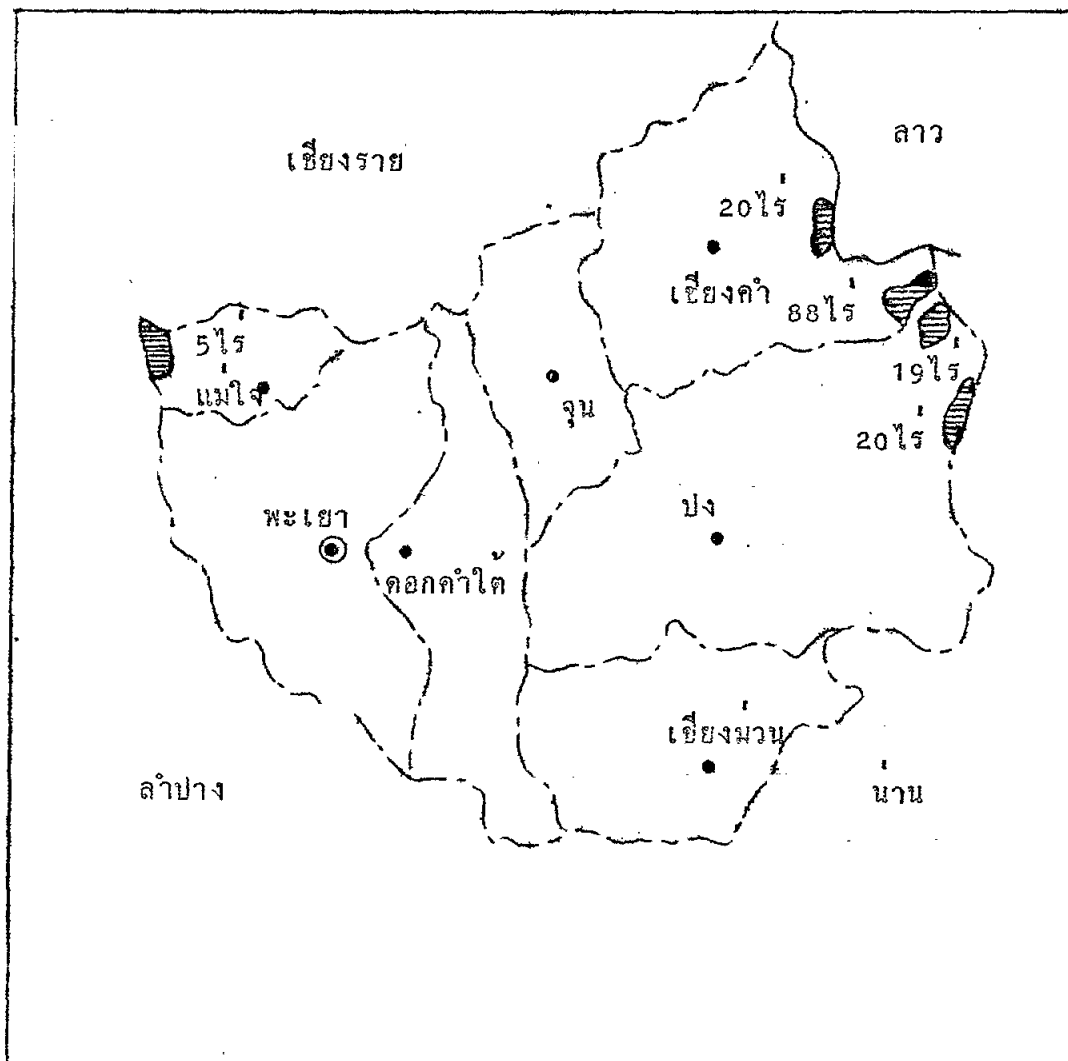 ลาว
เชียงราย
20ไร่
เชียงคำ
88ไร่
5ไร่
แม่ใจ
19ไร่
จุน
20ไร่
พะเยา
ปง
ดอกคำใต้
เชียงม่วน
ลำปาง
น่าน